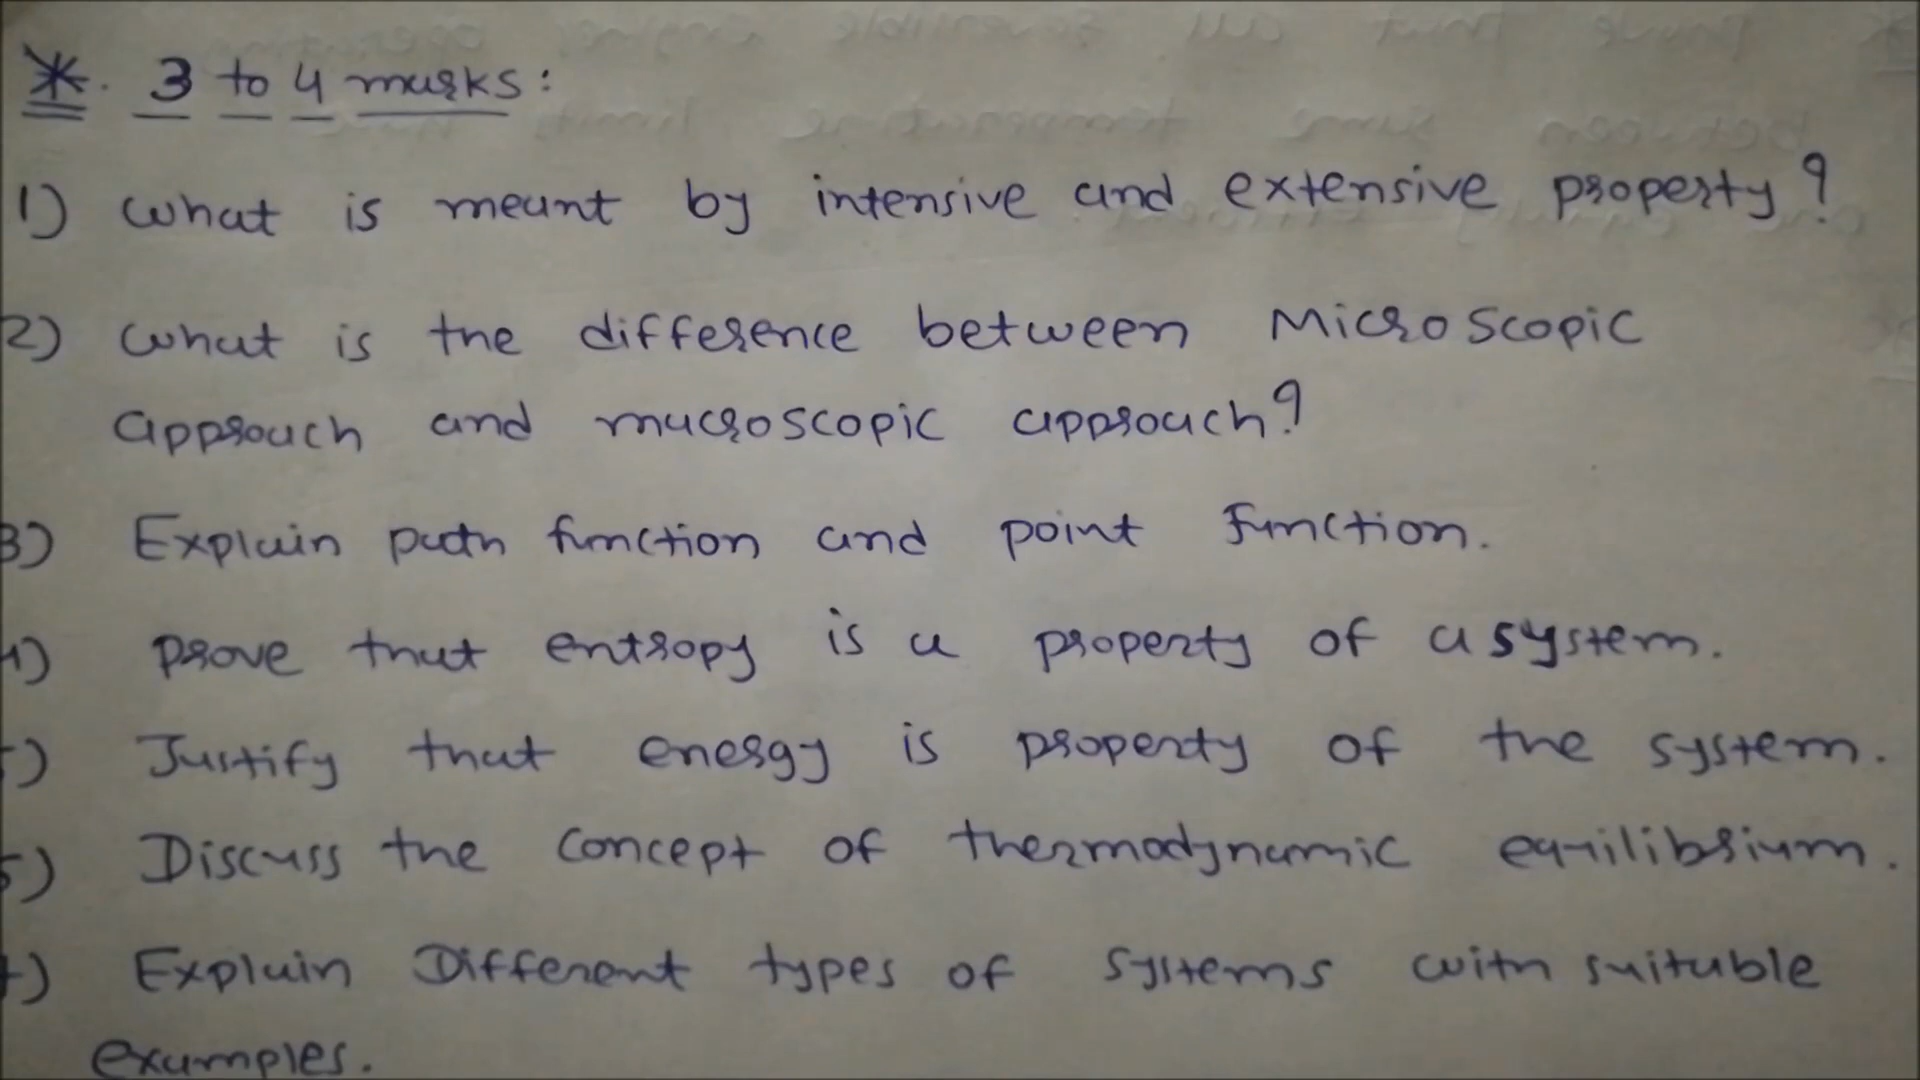 * 3 to 4 marks:
1) What is meant by intensive and extensive property?
2) What is the difference between Microscopic
approach and macroscopic approach?
3) Explain path function and point function.
4) Prove that entropy is a property of a system.
5) Justify that energy is property of the system.
6) Discuss the concept of thermodynamic equilibrium.
7) Explain Different types of systems with suitable
examples.